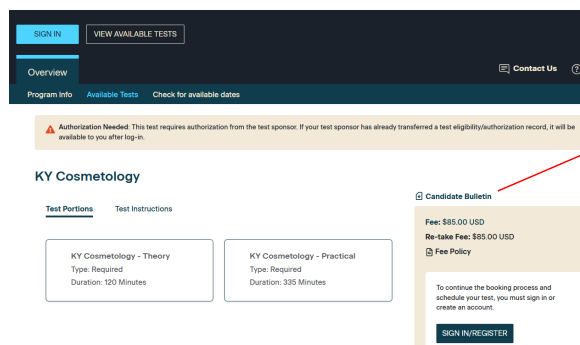 SIGN IN
VIEW AVAILABLE TESTS
Overview
Contact Us
Program Info
Available Tests
Check for available dates
Authorization Needed: This test requires authorization from the test sponsor. If your test sponsor has already transferred a test eligibility/authorization record, it will be
available to you after log-in.
KY Cosmetology
Candidate Bulletin
Test Portions
Test Instructions
Fee: $85.00 USD
Re-take Fee: $85.00 USD
Fee Policy
KY Cosmetology - Theory
Type: Required
Duration: 120 Minutes
KY Cosmetology - Practical
Type: Required
Duration: 335 Minutes
To continue the booking process and
schedule your test, you must sign in or
create an account.
SIGN IN/REGISTER